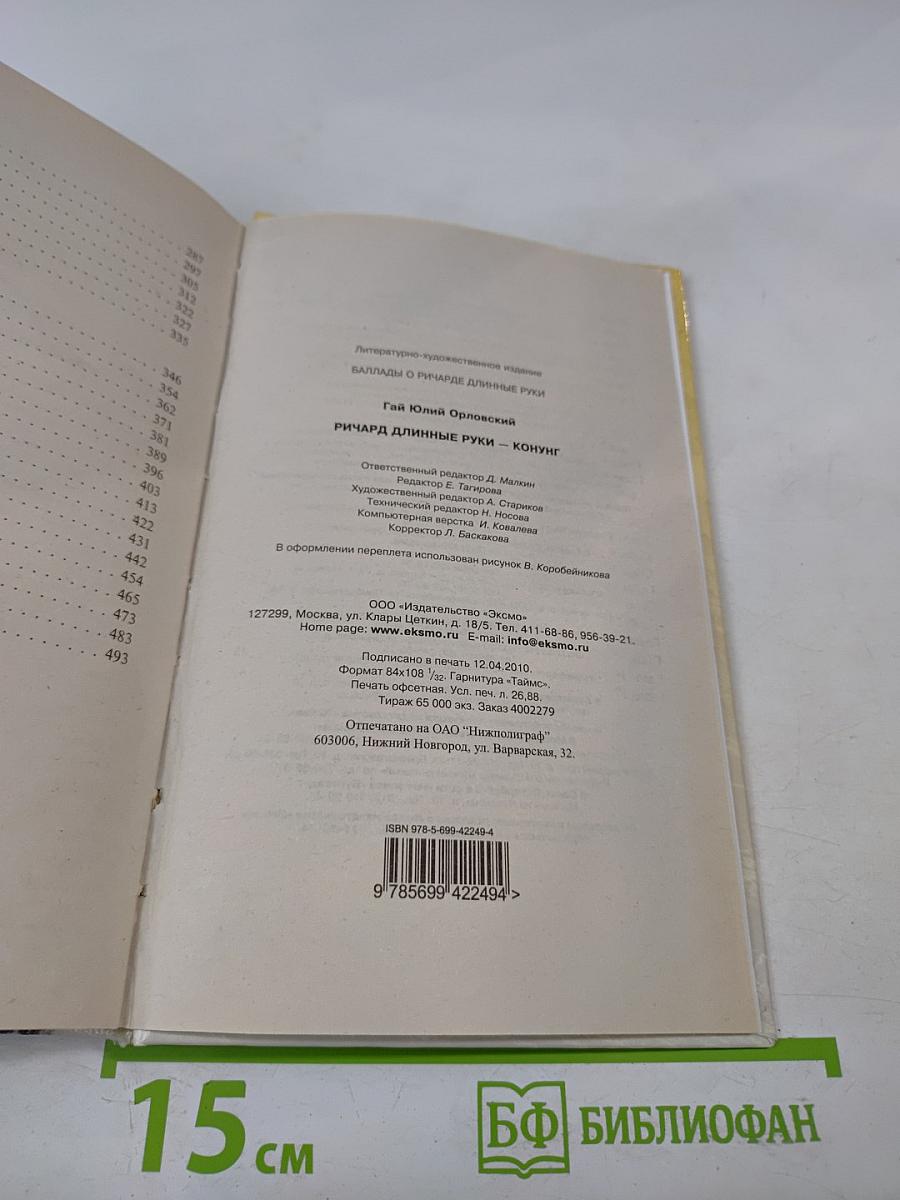 287
297
305
312
322
327
335
346
354
362
371
381
389
396
403
413
422
431
442
454
465
473
483
493
Литературно-художественное издание
БАЛЛАДЫ О РИЧАРДЕ ДЛИННЫЕ РУКИ
Гай Юлий Орловский
РИЧАРД ДЛИННЫЕ РУКИ — КОНУНГ
Ответственный редактор Д. Малкин
Редактор Е. Тагирова
Художественный редактор А. Стариков
Технический редактор Н. Носова
Компьютерная верстка И. Ковалева
Корректор Л. Баскакова
В оформлении переплета использован рисунок В. Коробейникова
ООО «Издательство «Эксмо»
127299, Москва, ул. Клары Цеткин, д. 18/5. Тел. 411-68-86, 956-39-21.
Home page: www.eksmo.ru E-mail: info@eksmo.ru
Подписано в печать 12.04.2010.
Формат 84x108 1/32. Гарнитура «Таймс».
Печать офсетная. Усл. печ. л. 26,88.
Тираж 65 000 экз. Заказ 4002279
Отпечатано на ОАО "Нижполиграф"
603006, Нижний Новгород, ул. Варварская, 32.
ISBN 978-5-699-42249-4
9 785699 422494 >
15 см
БФ БИБЛИОФАН